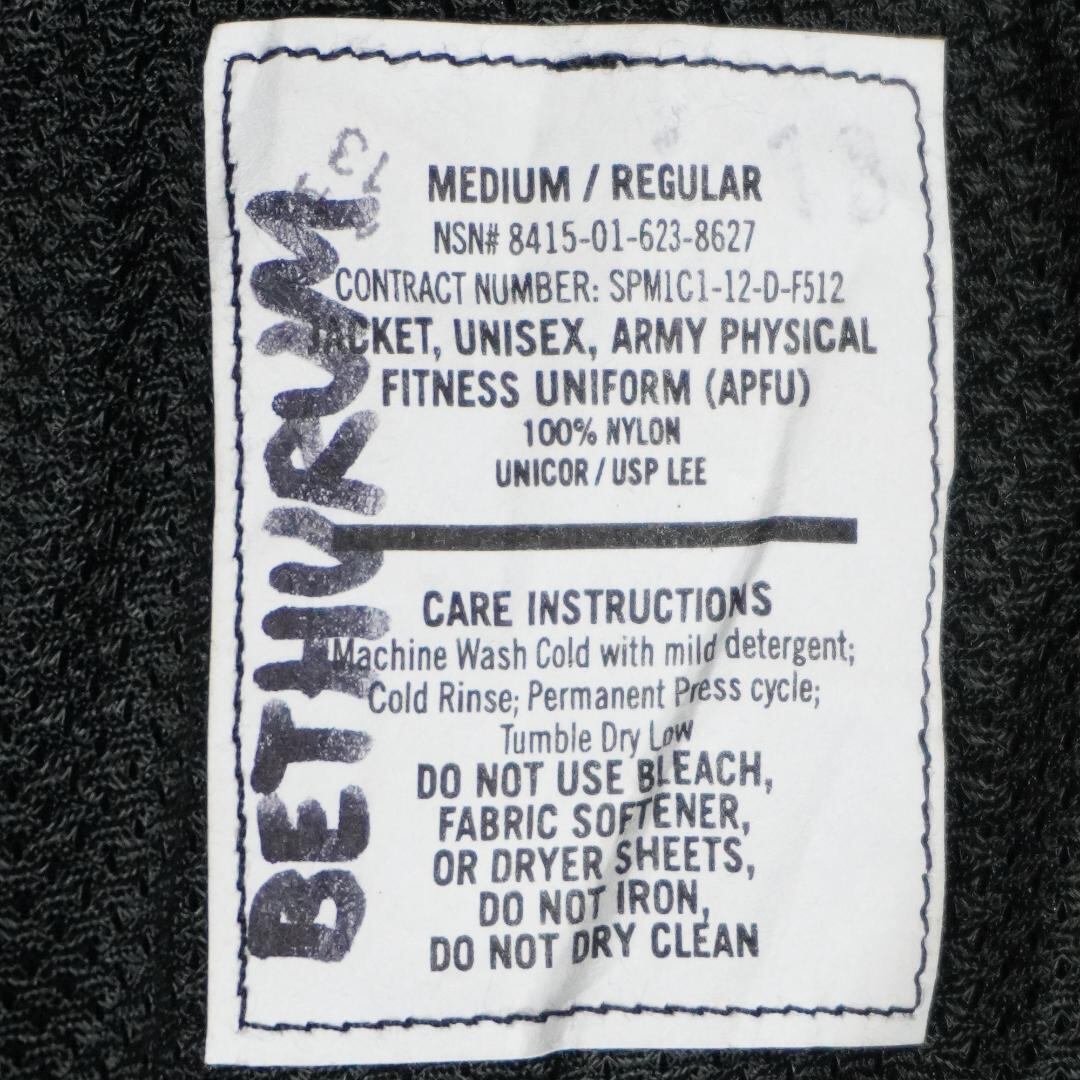 MEDIUM / REGULAR
NSN# 8415-01-623-8627
CONTRACT NUMBER: SPM1C1-12-D-F512
JACKET, UNISEX, ARMY PHYSICAL
FITNESS UNIFORM (APFU)
100% NYLON
UNICOR / USP LEE
CARE INSTRUCTIONS
Machine Wash Cold with mild detergent;
Cold Rinse; Permanent Press cycle;
Tumble Dry Low
DO NOT USE BLEACH,
FABRIC SOFTENER,
OR DRYER SHEETS,
DO NOT IRON,
DO NOT DRY CLEAN
BETHURUM